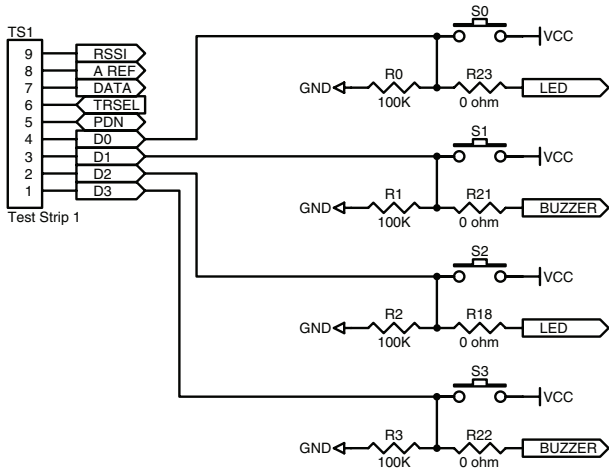 TS1
9 RSSI
8 A REF
7 DATA
6 TRSEL
5 PDN
4 D0
3 D1
2 D2
1 D3
Test Strip 1
S0
VCC
GND R0 R23 LED
100K 0 ohm
S1
VCC
GND R1 R21 BUZZER
100K 0 ohm
S2
VCC
GND R2 R18 LED
100K 0 ohm
S3
VCC
GND R3 R22 BUZZER
100K 0 ohm